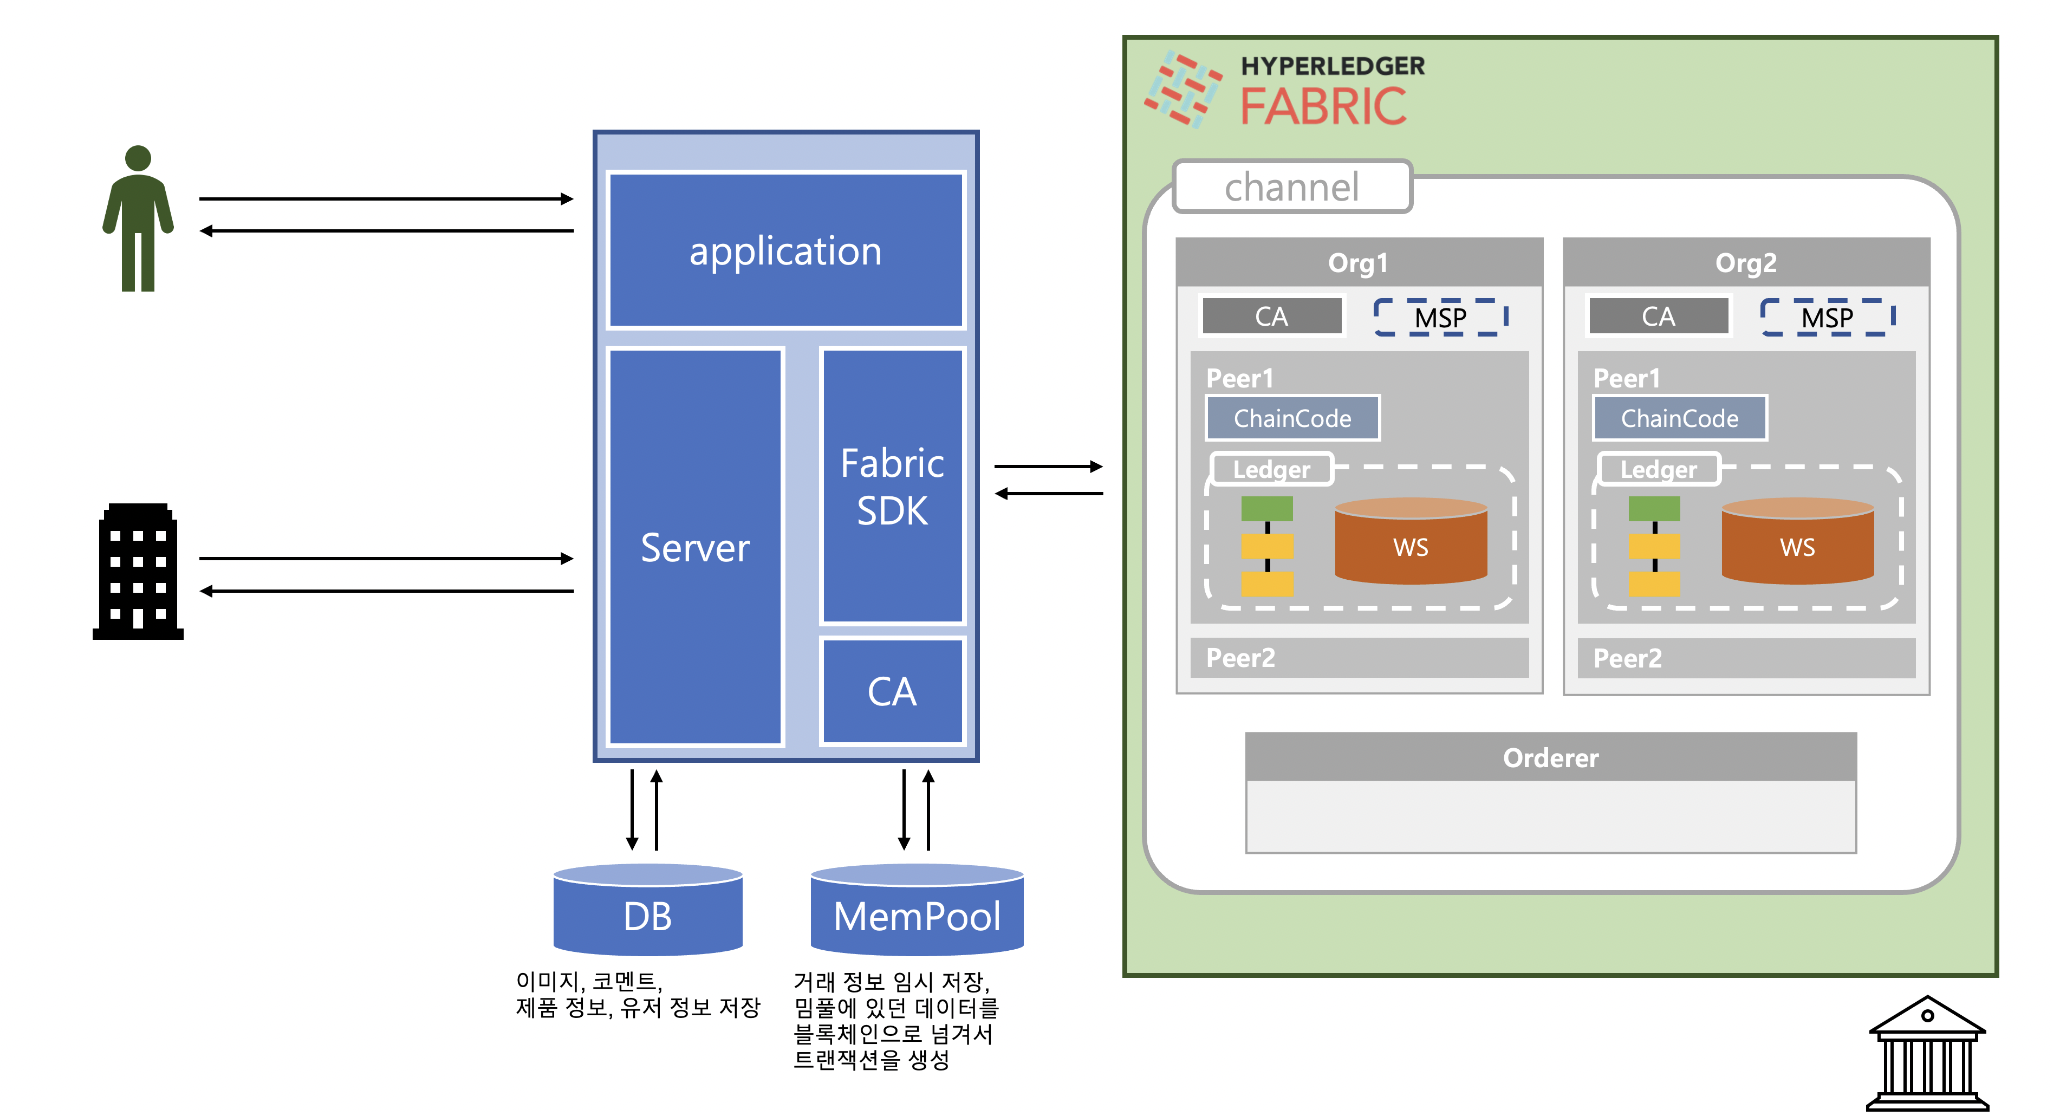 HYPERLEDGER
FABRIC
channel
application
Server
Fabric
SDK
CA
Org1
CA
MSP
Peer1
ChainCode
Ledger
WS
Peer2
Org2
CA
MSP
Peer1
ChainCode
Ledger
WS
Peer2
Orderer
DB
이미지, 코멘트,
제품 정보, 유저 정보 저장
MemPool
거래 정보 임시 저장,
밈풀에 있던 데이터를
블록체인으로 넘겨서
트랜잭션을 생성